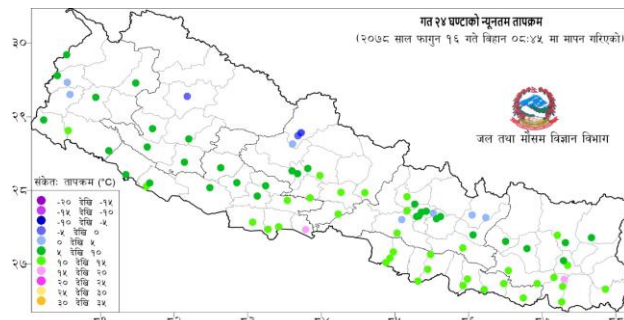 गत २४ घण्टाको न्यूनतम तापक्रम
(२०७८ साल फागुन १६ गते बिहान ०८:४५ मा मापन गरिएको)
३०
२९
जल तथा मौसम विज्ञान विभाग
२८
संकेतः तापक्रम (°C)
-२० देखि -१५
-१५ देखि -१०
-१० देखि -५
-५ देखि ०
० देखि ५
५ देखि १०
१० देखि १५
१५ देखि २०
२० देखि २५
२५ देखि ३०
३० देखि ३५
२७